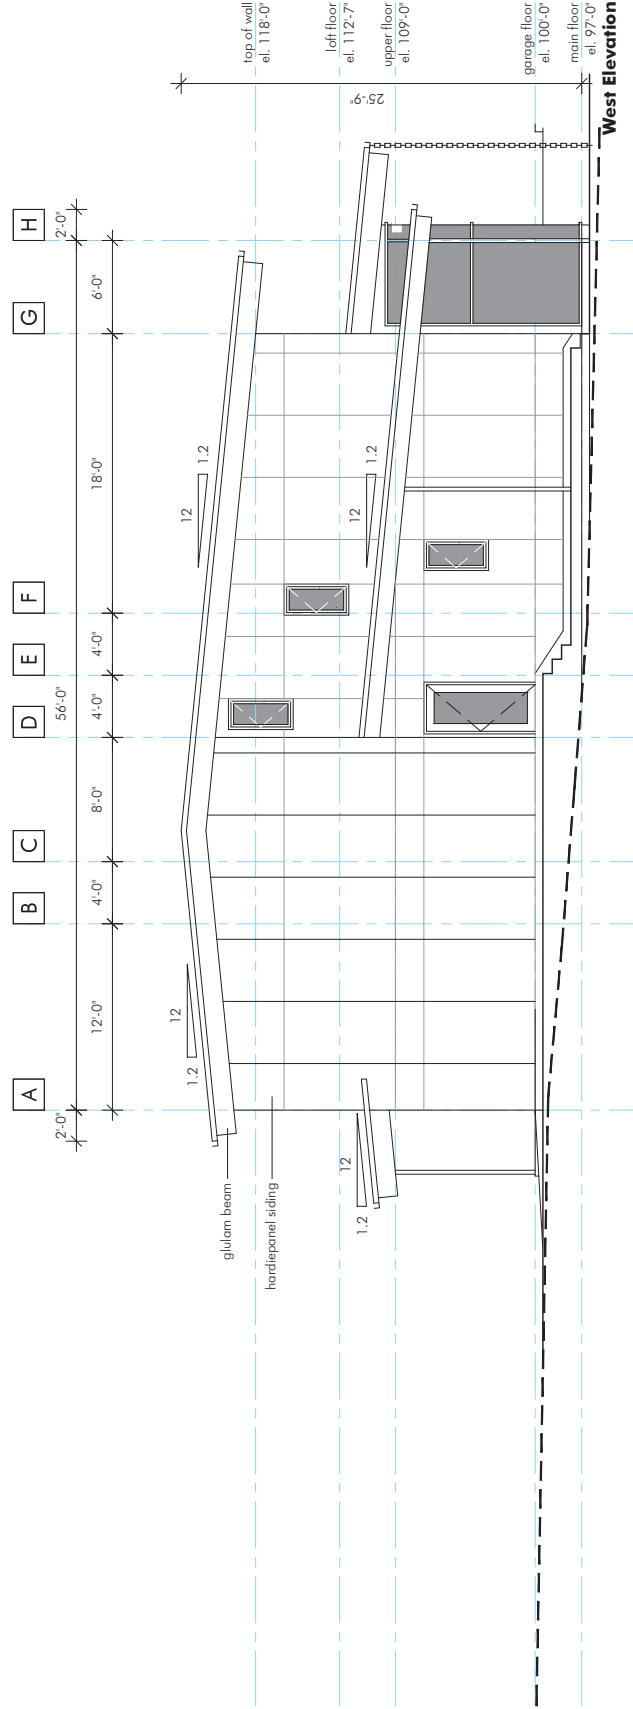 A
B
C
D
E
F
G
H
2'-0"
56'-0"
2'-0"
12'-0"
4'-0"
8'-0"
4'-0"
4'-0"
18'-0"
6'-0"
12
1.2
12
1.2
12
1.2
12
1.2
glulam beam
hardiepanel siding
25'-9"
top of wall
el. 118'-0"
loft floor
el. 112'-7"
upper floor
el. 109'-0"
garage floor
el. 100'-0"
main floor
el. 97'-0"
West Elevation